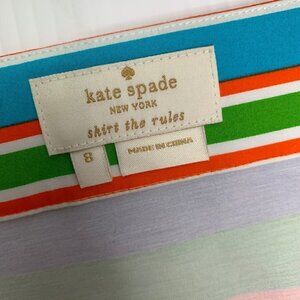 kate spade
NEW YORK
skirt the rules
8
MADE IN CHINA